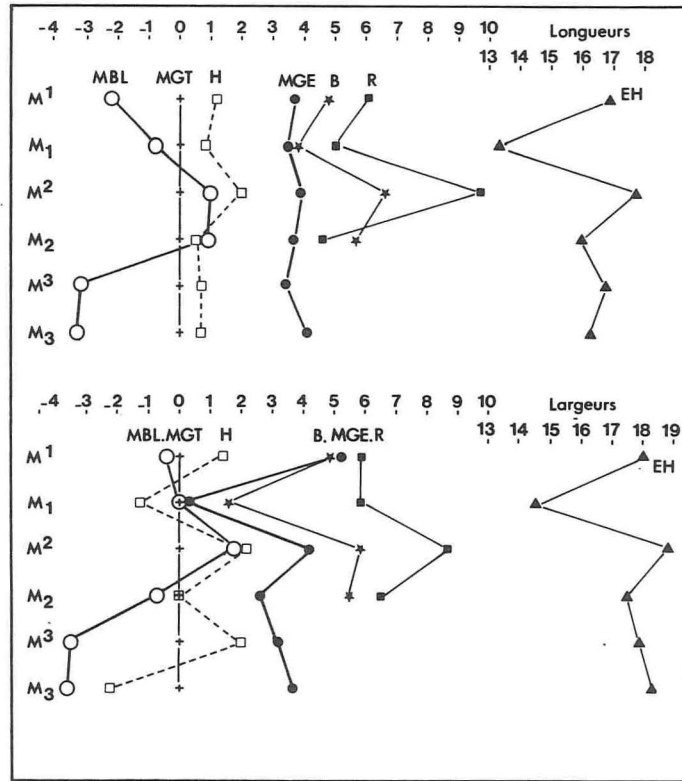 -4 -3 -2 -1 0 1 2 3 4 5 6 7 8 9 10 Longueurs
13 15 16 17 18
MBL MGT H MGE B R EH
M¹
M₁
M²
M₂
M³
M₃
-4 -3 -2 -1 0 1 2 3 4 5 6 7 8 9 10 Largeurs
14 15 16 17 18 19
MBL.MGT H B. MGE.R
EH
M¹
M₁
M²
M₂
M³
M₃